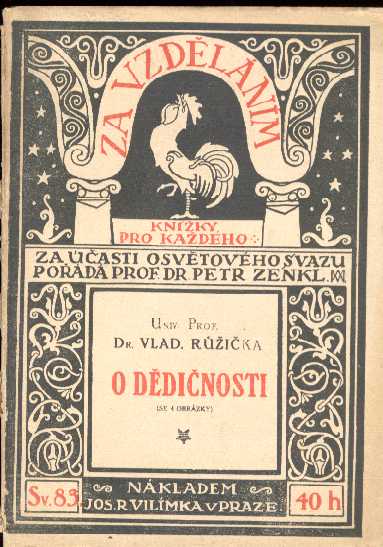 ZA VZDĚLÁNÍM
KNÍŽKY
PRO KAŽDÉHO
ZA ÚČASTI OSVĚTOVÉHO SVAZU
POŘÁDÁ PROF. DR. PETR ZENKL.
UNIV. PROF.
DR. VLAD. RŮŽIČKA
O DĚDIČNOSTI
(SE 4 OBRÁZKY)
Sv. 83.
NÁKLADEM
JOS. R. VILÍMKA V PRAZE
40 h